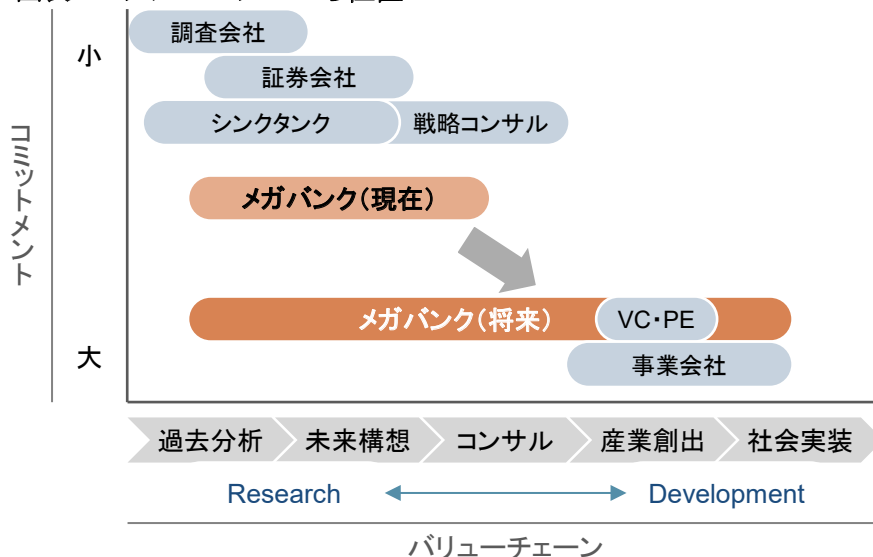 調査会社
小
証券会社
シンクタンク
戦略コンサル
コミットメント
メガバンク(現在)
メガバンク(将来)
VC・PE
大
事業会社
過去分析
未来構想
コンサル
産業創出
社会実装
Research
Development
バリューチェーン